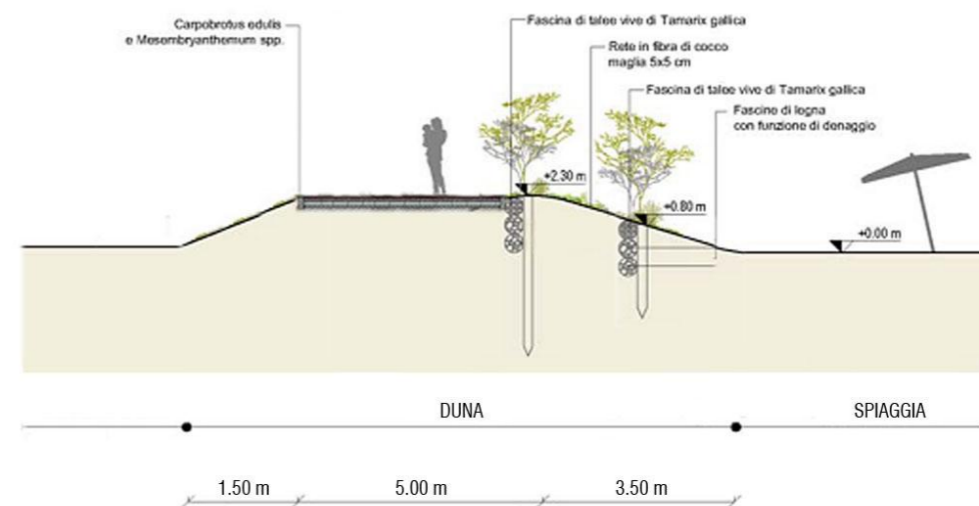 Carpobrotus edulis
e Mesembryanthemum spp.
Fascina di talee vive di Tamarix gallica
Rete in fibra di cocco
maglia 5x5 cm
Fascina di talee vive di Tamarix gallica
Fascine di legna
con funzione di denaggio
+2.30 m
+0.80 m
+0.00 m
DUNA
SPIAGGIA
1.50 m
5.00 m
3.50 m